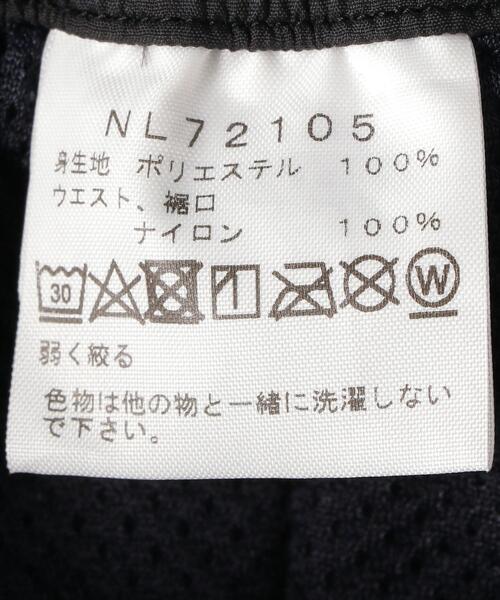 NL72105
身生地 ポリエステル 100%
ウエスト、裾口
ナイロン 100%
30 W
弱く絞る
色物は他の物と一緒に洗濯しない
で下さい。